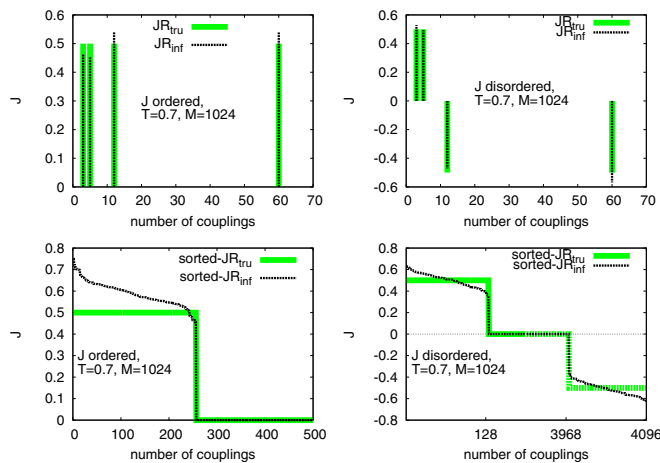 JR_tru
JR_inf
J ordered,
T=0.7, M=1024
J
0.6
0.5
0.4
0.3
0.2
0.1
0
0 10 20 30 40 50 60 70
number of couplings
JR_tru
JR_inf
J disordered,
T=0.7, M=1024
J
0.6
0.4
0.2
0
-0.2
-0.4
-0.6
0 10 20 30 40 50 60 70
number of couplings
sorted-JR_tru
sorted-JR_inf
J ordered,
T=0.7, M=1024
J
0.8
0.7
0.6
0.5
0.4
0.3
0.2
0.1
0
0 100 200 300 400 500
number of couplings
sorted-JR_tru
sorted-JR_inf
J disordered,
T=0.7, M=1024
J
0.8
0.6
0.4
0.2
0
-0.2
-0.4
-0.6
-0.8
128 3968 4096
number of couplings